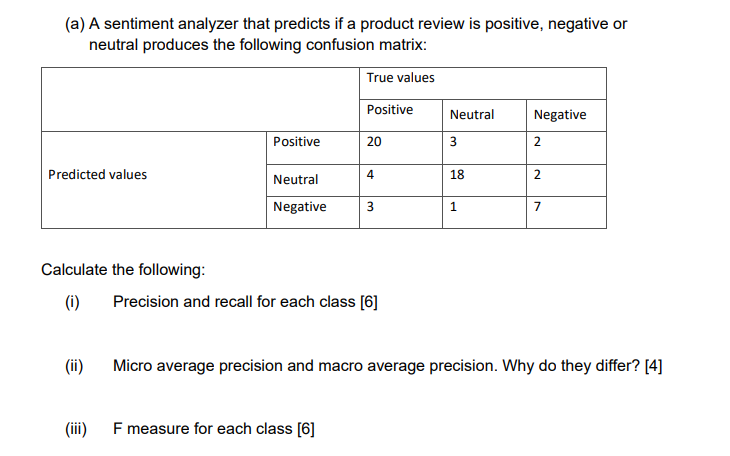 (a) A sentiment analyzer that predicts if a product review is positive, negative or
neutral produces the following confusion matrix:
True values
Positive Neutral Negative
Predicted values
Positive 20 3 2
Neutral 4 18 2
Negative 3 1 7
Calculate the following:
(i) Precision and recall for each class [6]
(ii) Micro average precision and macro average precision. Why do they differ? [4]
(iii) F measure for each class [6]